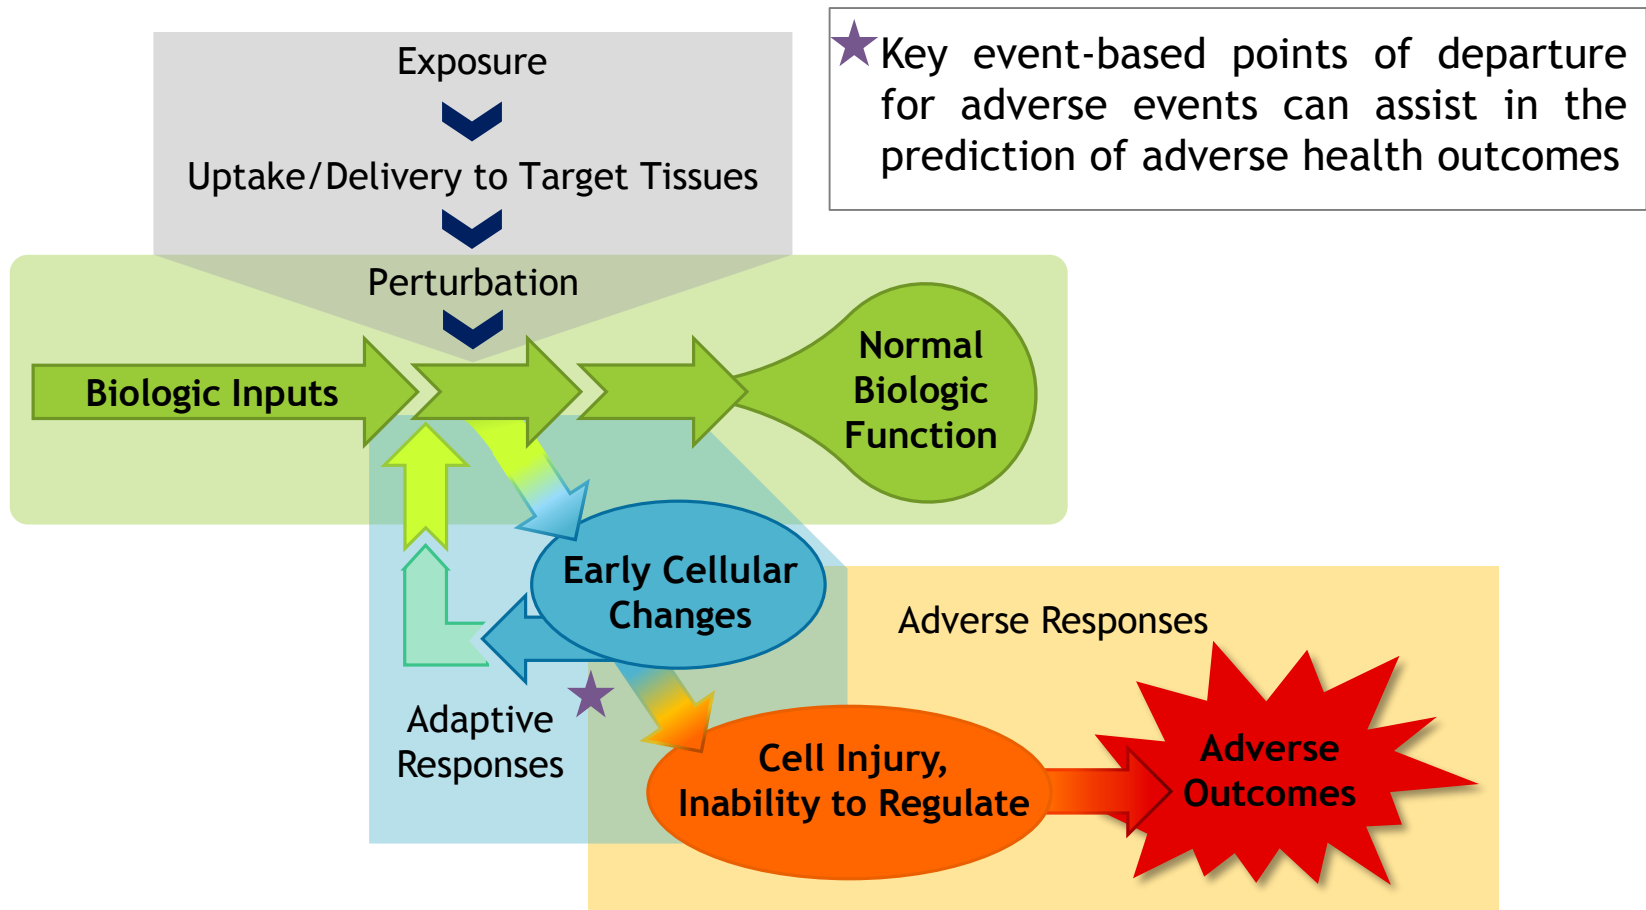 Exposure
Uptake/Delivery to Target Tissues
Perturbation
Key event-based points of departure
for adverse events can assist in the
prediction of adverse health outcomes
Biologic Inputs
Normal
Biologic
Function
Early Cellular
Changes
Adaptive
Responses
Adverse Responses
Cell Injury,
Inability to Regulate
Adverse
Outcomes